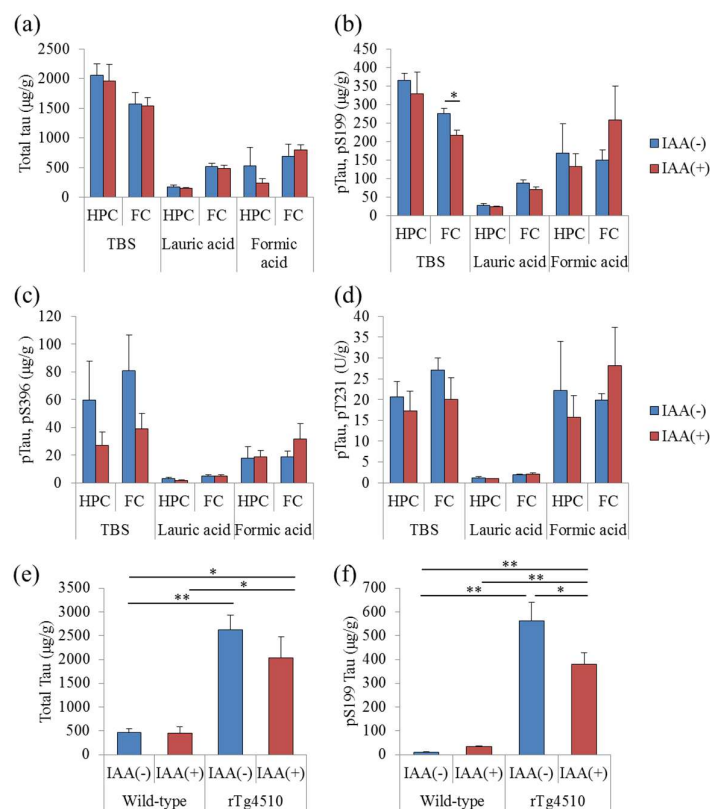 (a)
Total tau (µg/g)
2500
2000
1500
1000
500
0
HPC FC HPC FC HPC FC
TBS Lauric acid Formic
acid
(b)
pTau, pS199 (µg/g)
450
400
350
300
250
200
150
100
50
0
*
HPC FC HPC FC HPC FC
TBS Lauric acid Formic acid
IAA(-)
IAA(+)
(c)
pTau, pS396 (µg/g )
120
100
80
60
40
20
0
HPC FC HPC FC HPC FC
TBS Lauric acid Formic acid
(d)
pTau, pT231 (U/g)
40
35
30
25
20
15
10
5
0
HPC FC HPC FC HPC FC
TBS Lauric acid Formic acid
IAA(-)
IAA(+)
(e)
Total Tau (µg/g)
3500
3000
2500
2000
1500
1000
500
0
*
*
**
IAA(-) IAA(+) IAA(-) IAA(+)
Wild-type rTg4510
(f)
pS199 Tau (µg/g)
700
600
500
400
300
200
100
0
**
**
** *
IAA(-) IAA(+) IAA(-) IAA(+)
Wild-type rTg4510